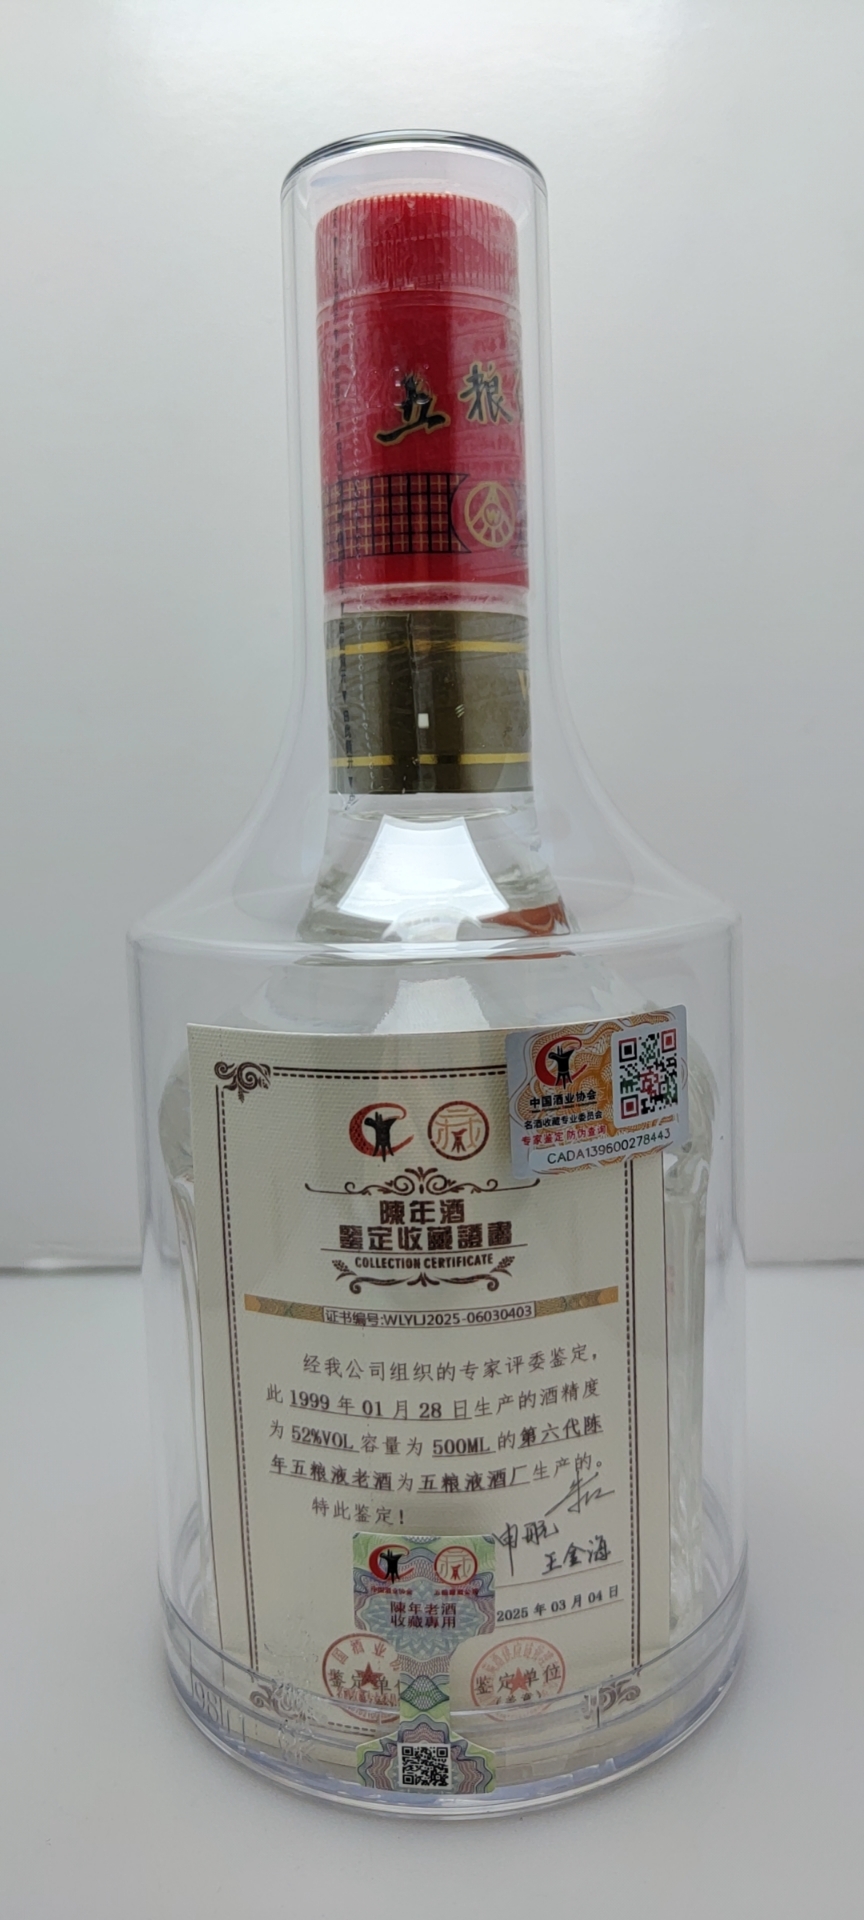 五粮
中国酒业协会
名酒收藏专业委员会
专家鉴定防伪查询
CADA139600278443
陳年酒
鑒定收藏證書
COLLECTION CERTIFICATE
证书编号:WLYLJ2025-06030403
经我公司组织的专家评委鉴定，
此 1999 年 01 月 28 日生产的酒精度
为 52%VOL 容量为 500ML 的第六代陈
年五粮液老酒为五粮液酒厂生产的。
特此鉴定！
申航
王金海
2025 年 03 月 04 日
陳年老酒
收藏專用
鉴定单位
鉴定单位